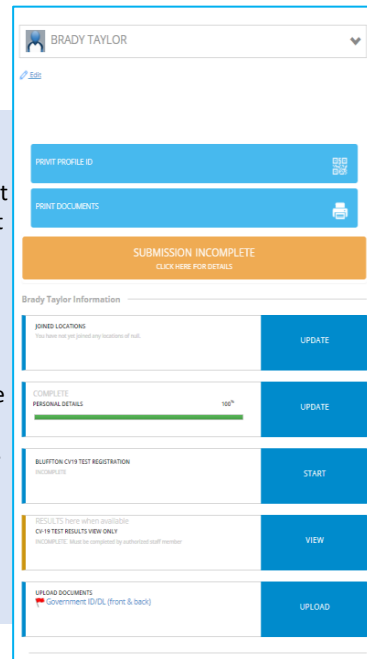 BRADY TAYLOR
Edit
PRIVIT PROFILE ID
PRINT DOCUMENTS
SUBMISSION INCOMPLETE
CLICK HERE FOR DETAILS
Brady Taylor Information
JOINED LOCATIONS
You have not yet joined any locations of null.
UPDATE
COMPLETE
PERSONAL DETAILS 100%
UPDATE
BLUFFTON CV19 TEST REGISTRATION
INCOMPLETE
START
RESULTS here when available
CV-19 TEST RESULTS VIEW ONLY
INCOMPLETE: Must be completed by authorized staff member
VIEW
UPLOAD DOCUMENTS
Government ID/DL (front & back)
UPLOAD